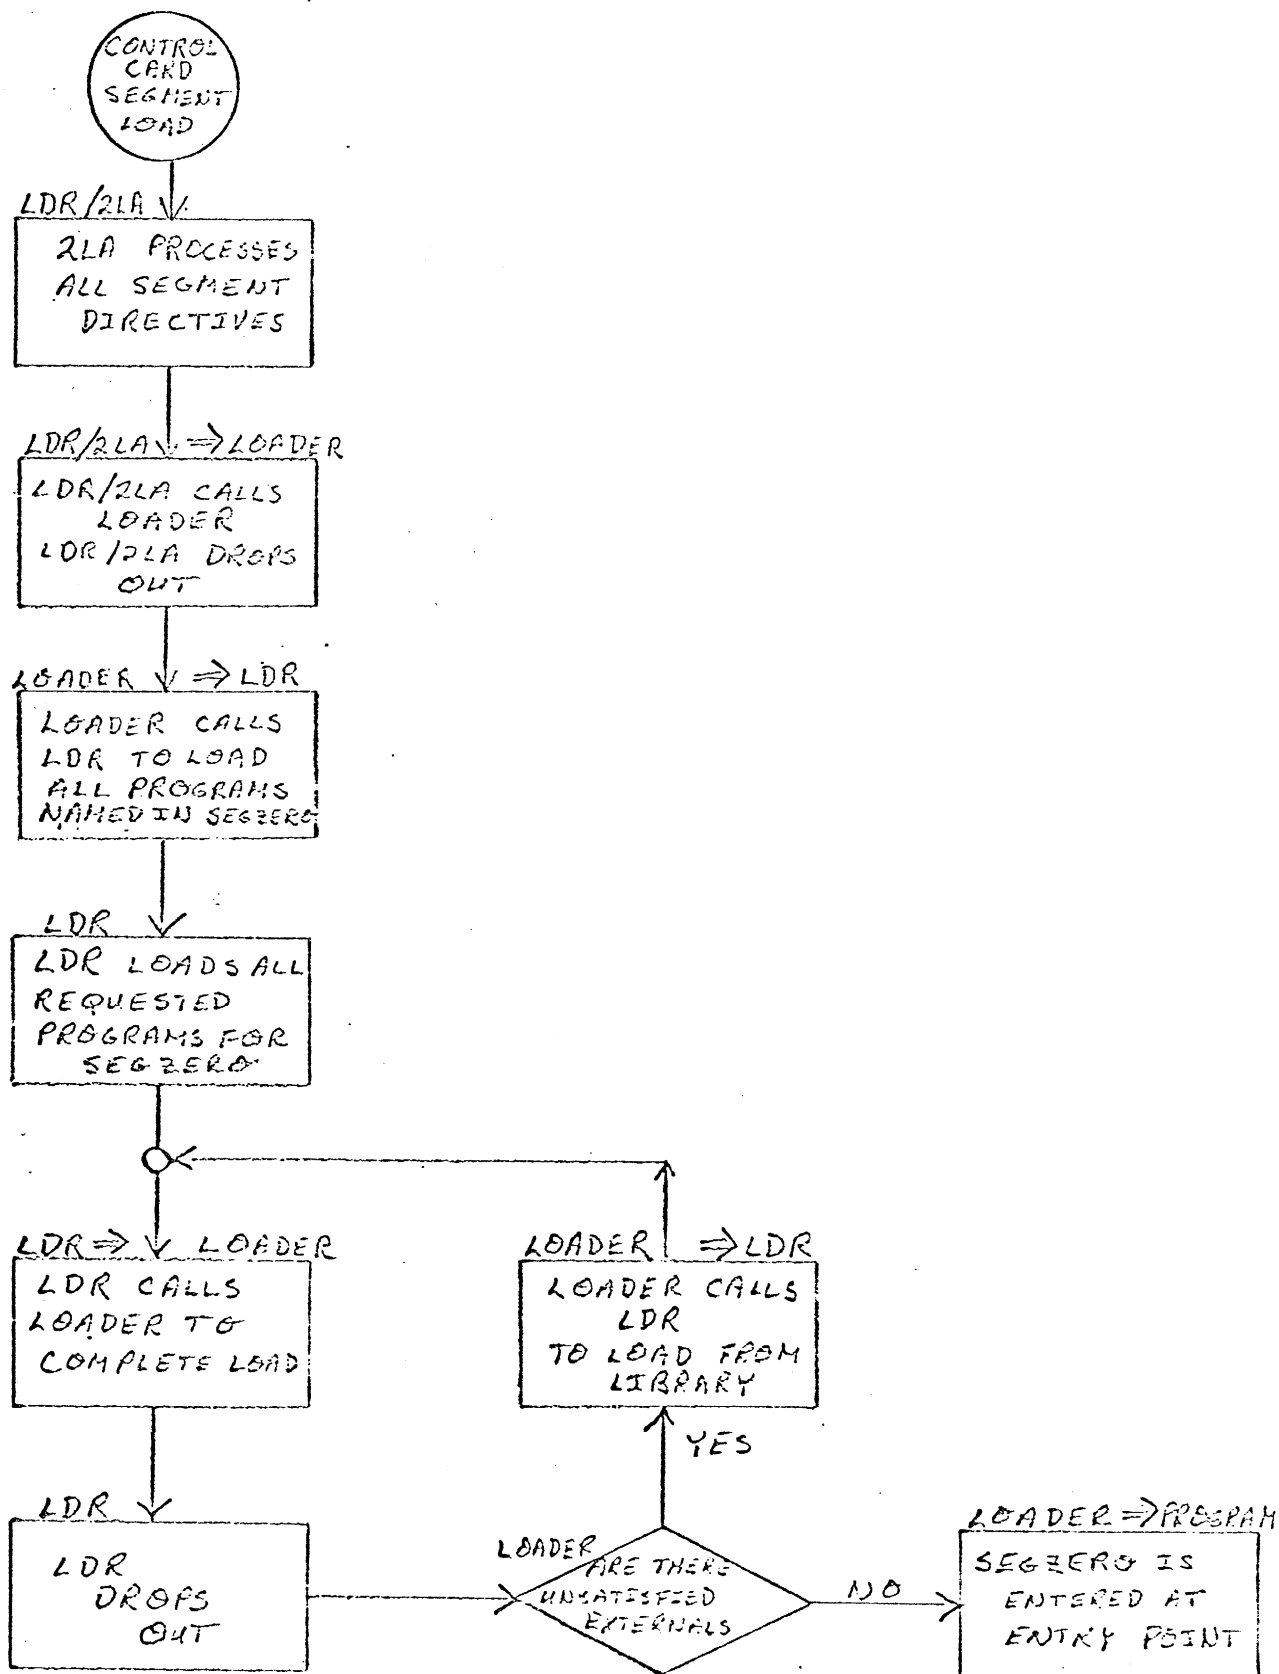 CONTROL
CARD
SEGMENT
LOAD
LDR/2LA
2LA PROCESSES
ALL SEGMENT
DIRECTIVES
LDR/2LA ⇒ LOADER
LDR/2LA CALLS
LOADER
LDR/2LA DROPS
OUT
LOADER ⇒ LDR
LOADER CALLS
LDR TO LOAD
ALL PROGRAMS
NAMED IN SEGZERO
LDR
LDR LOADS ALL
REQUESTED
PROGRAMS FOR
SEGZERO
LDR ⇒ LOADER
LDR CALLS
LOADER TO
COMPLETE LOAD
LOADER ⇒ LDR
LOADER CALLS
LDR
TO LOAD FROM
LIBRARY
YES
LDR
LDR
DROPS
OUT
LOADER
ARE THERE
UNSATISFIED
EXTERNALS
NO
LOADER ⇒ PROGRAM
SEGZERO IS
ENTERED AT
ENTRY POINT